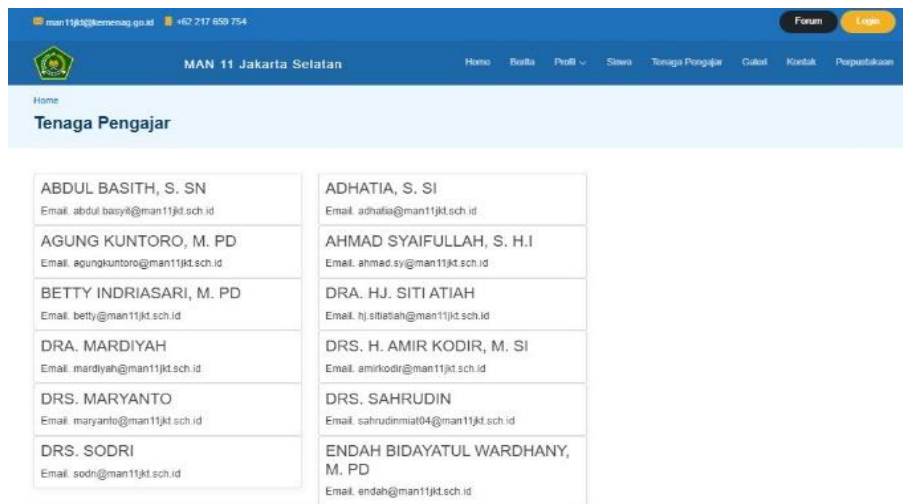 man11jkt@kemenag.go.id +62 217 659 754 Forum Login
MAN 11 Jakarta Selatan Home Berita Profil Siswa Tenaga Pengajar Galeri Kontak Perpustakaan
Home
Tenaga Pengajar
ABDUL BASITH, S. SN
Email. abdul.basyit@man11jkt.sch.id
ADHATIA, S. SI
Email. adhatia@man11jkt.sch.id
AGUNG KUNTORO, M. PD
Email. agungkuntoro@man11jkt.sch.id
AHMAD SYAIFULLAH, S. H.I
Email. ahmad.sy@man11jkt.sch.id
BETTY INDRIASARI, M. PD
Email. betty@man11jkt.sch.id
DRA. HJ. SITI ATIAH
Email. hj.sitiatiah@man11jkt.sch.id
DRA. MARDIYAH
Email. mardiyah@man11jkt.sch.id
DRS. H. AMIR KODIR, M. SI
Email. amirkodir@man11jkt.sch.id
DRS. MARYANTO
Email. maryanto@man11jkt.sch.id
DRS. SAHRUDIN
Email. sahrudinmiat04@man11jkt.sch.id
DRS. SODRI
Email. sodri@man11jkt.sch.id
ENDAH BIDAYATUL WARDHANY,
M. PD
Email. endah@man11jkt.sch.id